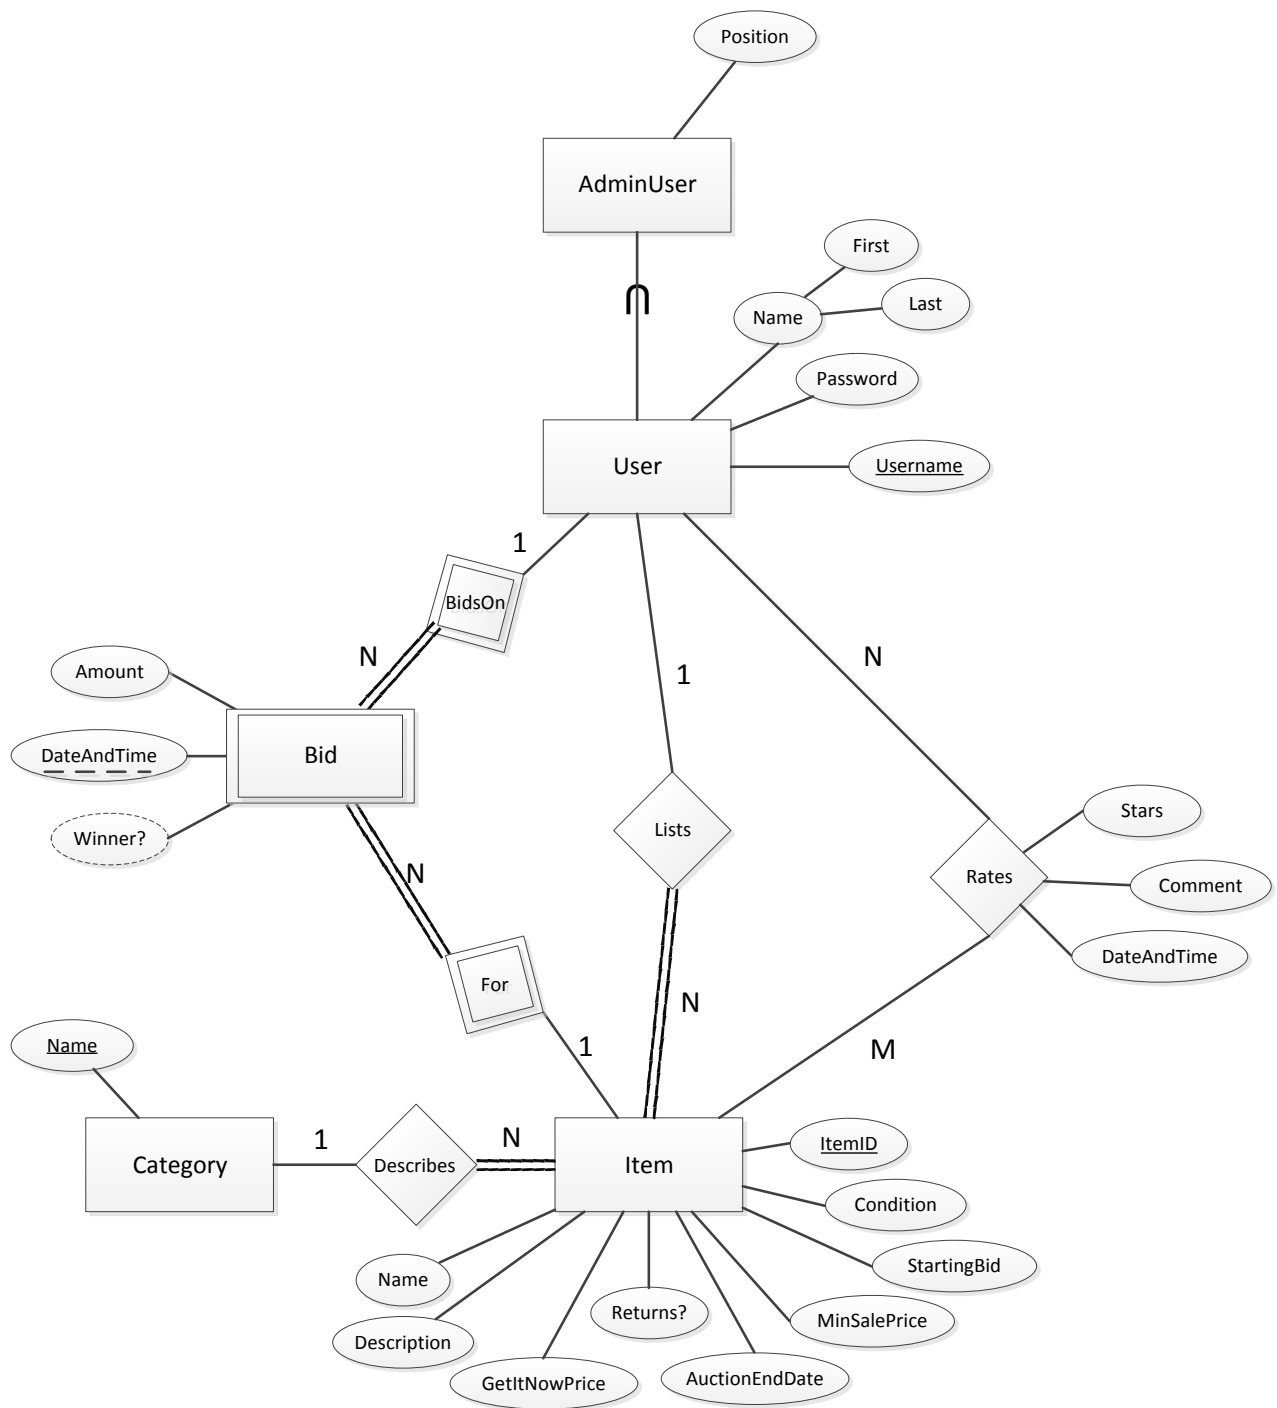 Position
AdminUser
∩
First
Name
Last
Password
User
Username
1
BidsOn
N
N
1
Amount
Bid
DateAndTime
Winner?
Lists
Stars
N
Rates
Comment
DateAndTime
For
N
Name
1
M
Category
1
Describes
N
Item
ItemID
Condition
StartingBid
Name
Returns?
MinSalePrice
Description
GetItNowPrice
AuctionEndDate